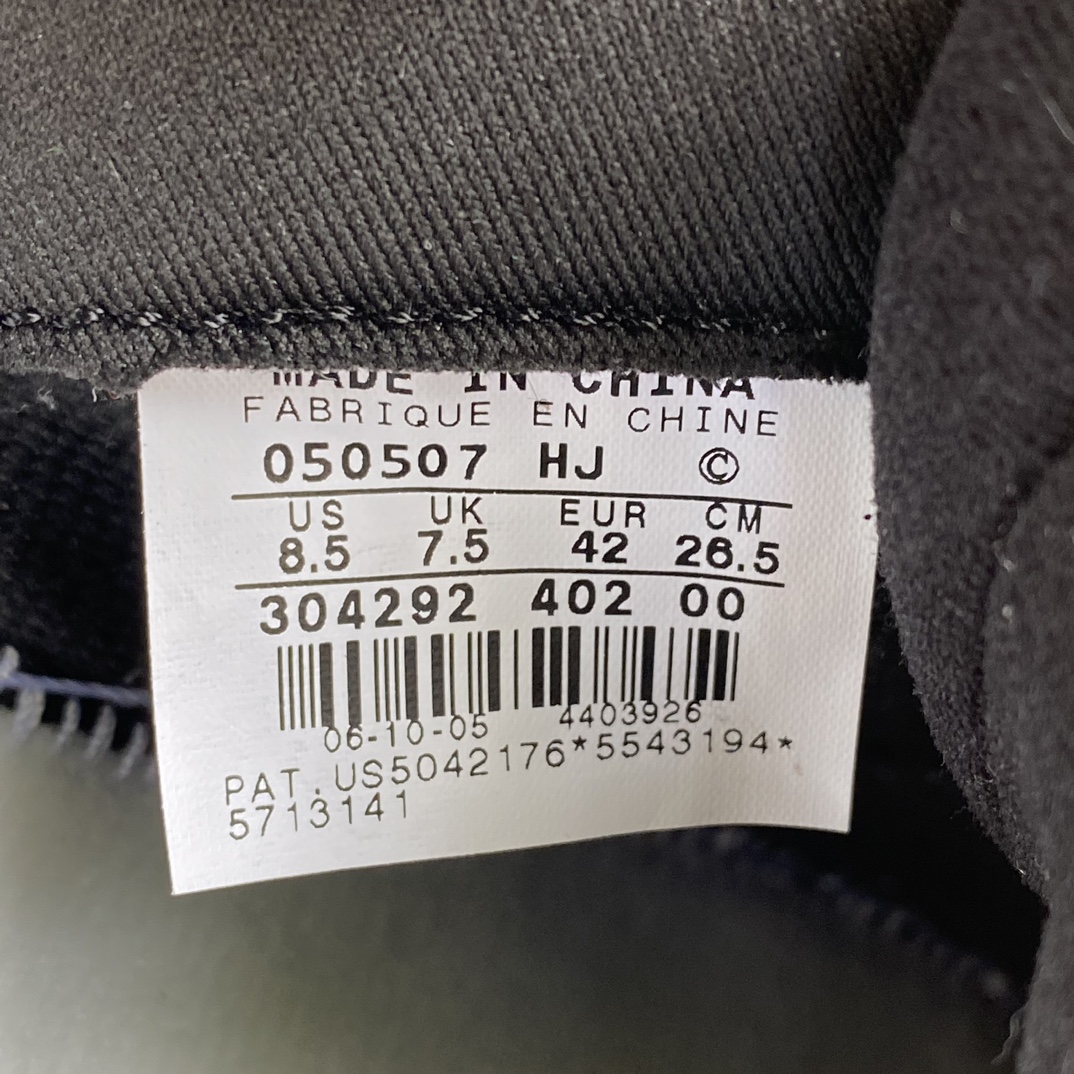 MADE IN CHINA
FABRIQUE EN CHINE
050507 HJ ©
US UK EUR CM
8.5 7.5 42 26.5
304292 402 00
06-10-05 4403926
PAT.US5042176*5543194*
5713141